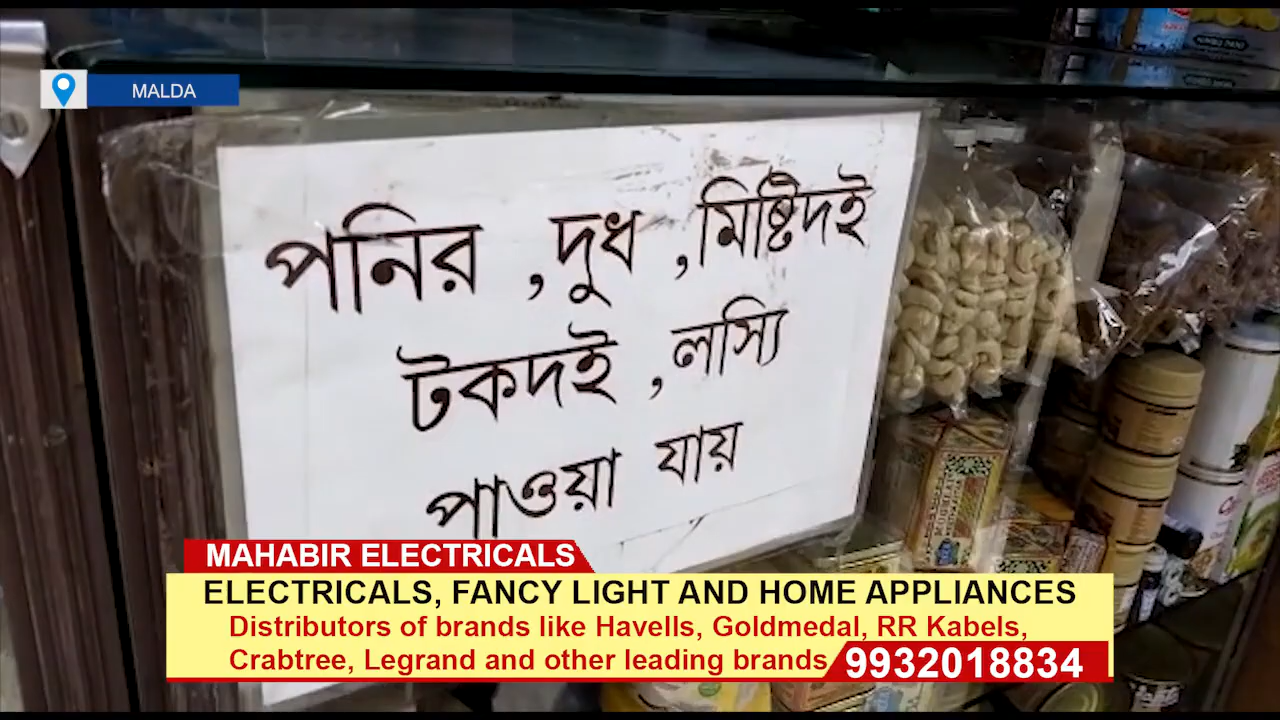 MALDA
পনির ,দুধ ,মিষ্টিদই
টকদই ,লস্যি
পাওয়া যায়
MAHABIR ELECTRICALS
ELECTRICALS, FANCY LIGHT AND HOME APPLIANCES
Distributors of brands like Havells, Goldmedal, RR Kabels,
Crabtree, Legrand and other leading brands
9932018834